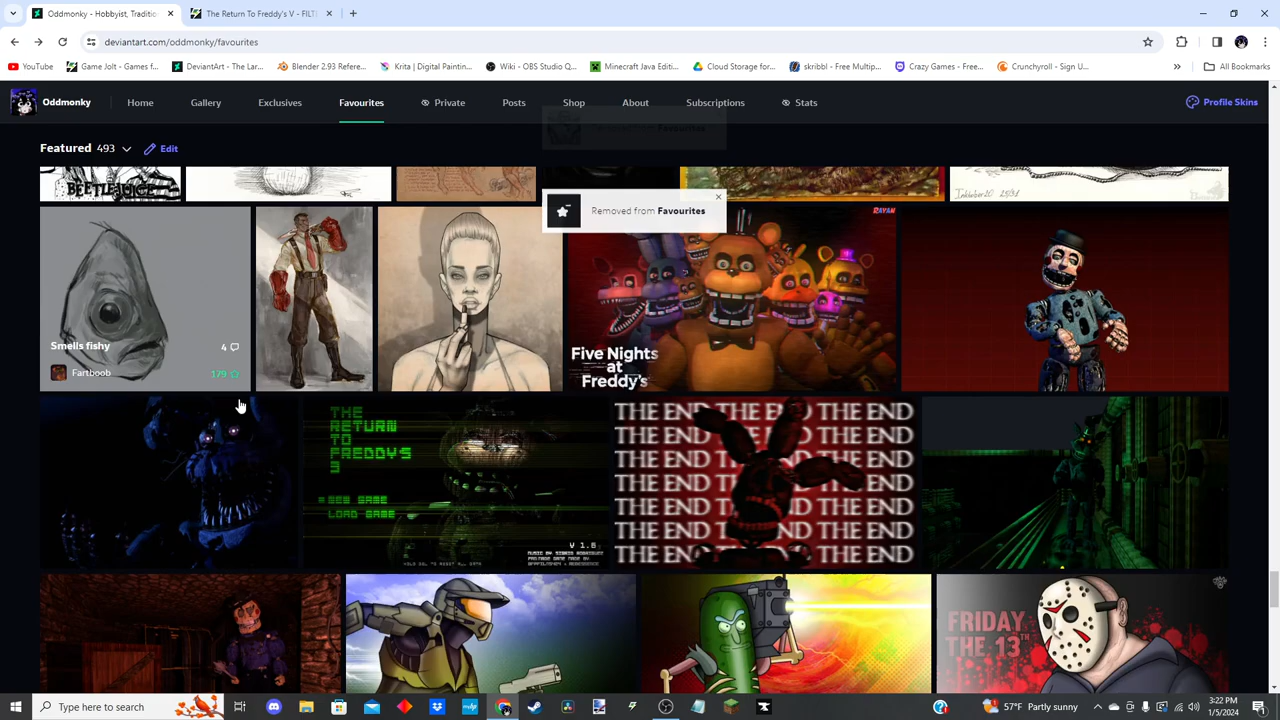 Oddmonky - Hobbyist, Traditio
The Return To Freddy's V - FILT
deviantart.com/oddmonky/favourites
YouTube
Game Jolt - Games f...
DeviantArt - The Lar...
Blender 2.93 Refere...
Krita | Digital Paintin...
Wiki - OBS Studio Q...
Minecraft Java Editi...
Cloud Storage for...
skribbl - Free Multip...
Crazy Games - Free...
Crunchyroll - Sign U...
»
All Bookmarks
Oddmonky
Home
Gallery
Exclusives
Favourites
Private
Posts
Shop
About
Subscriptions
Stats
Profile Skins
Favourites
Featured 493
Edit
BEETLEJUICE
Removed from Favourites
Smells fishy
4
Fartboob
179
RAYAN
Five Nights
at
Freddy's
THE
RETURN
TO
FREDDYS
3
NEW GAME
LOAD GAME
V 1.5
THE END THE END THE END
THE END THE END THE END
THE END THE END THE END
THE END THE END THE END
THE END THE END THE END
THE END THE END THE END
THE END THE END THE END
FRIDAY
THE 13TH
Type here to search
57°F Partly sunny
3:22 PM
1/5/2024